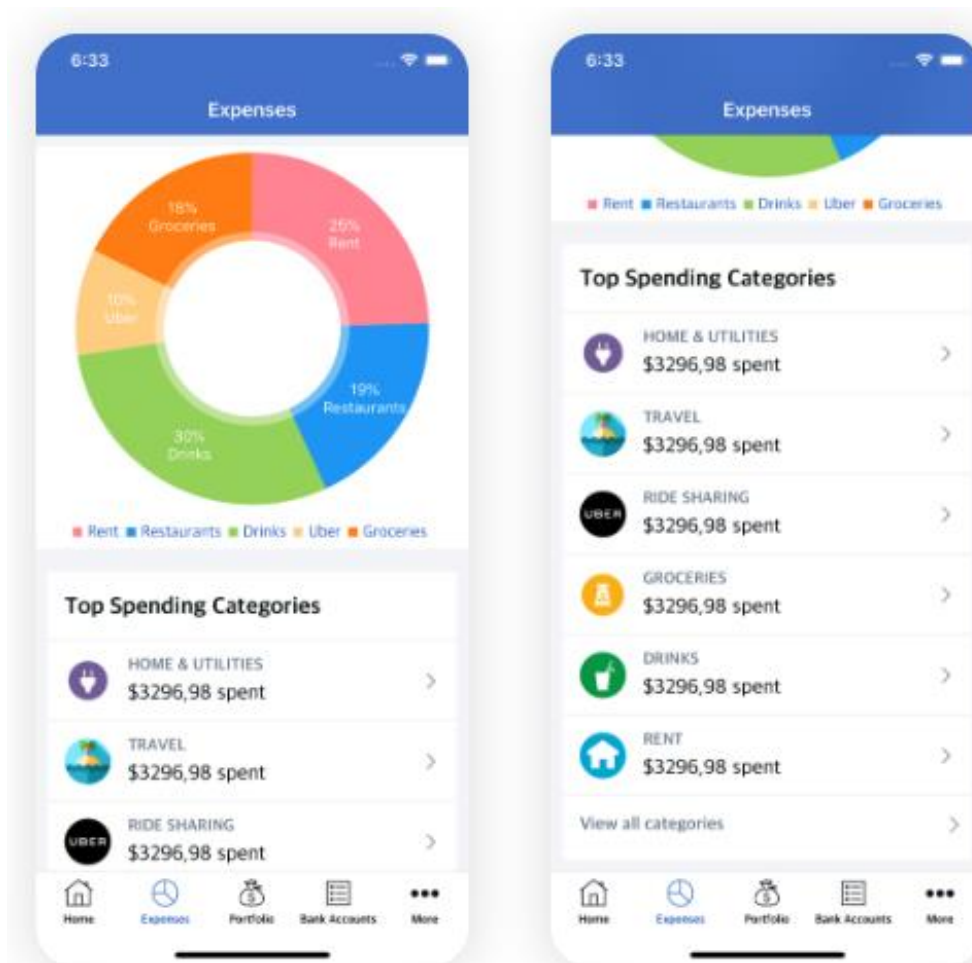 6:33
Expenses
18%
Groceries
25%
Rent
10%
Uber
19%
Restaurants
30%
Drinks
Rent Restaurants Drinks Uber Groceries
Top Spending Categories
HOME & UTILITIES
$3296,98 spent
TRAVEL
$3296,98 spent
UBER
RIDE SHARING
$3296,98 spent
Home Expenses Portfolio Bank Accounts More
6:33
Expenses
Rent Restaurants Drinks Uber Groceries
Top Spending Categories
HOME & UTILITIES
$3296,98 spent
TRAVEL
$3296,98 spent
UBER
RIDE SHARING
$3296,98 spent
GROCERIES
$3296,98 spent
DRINKS
$3296,98 spent
RENT
$3296,98 spent
View all categories
Home Expenses Portfolio Bank Accounts More